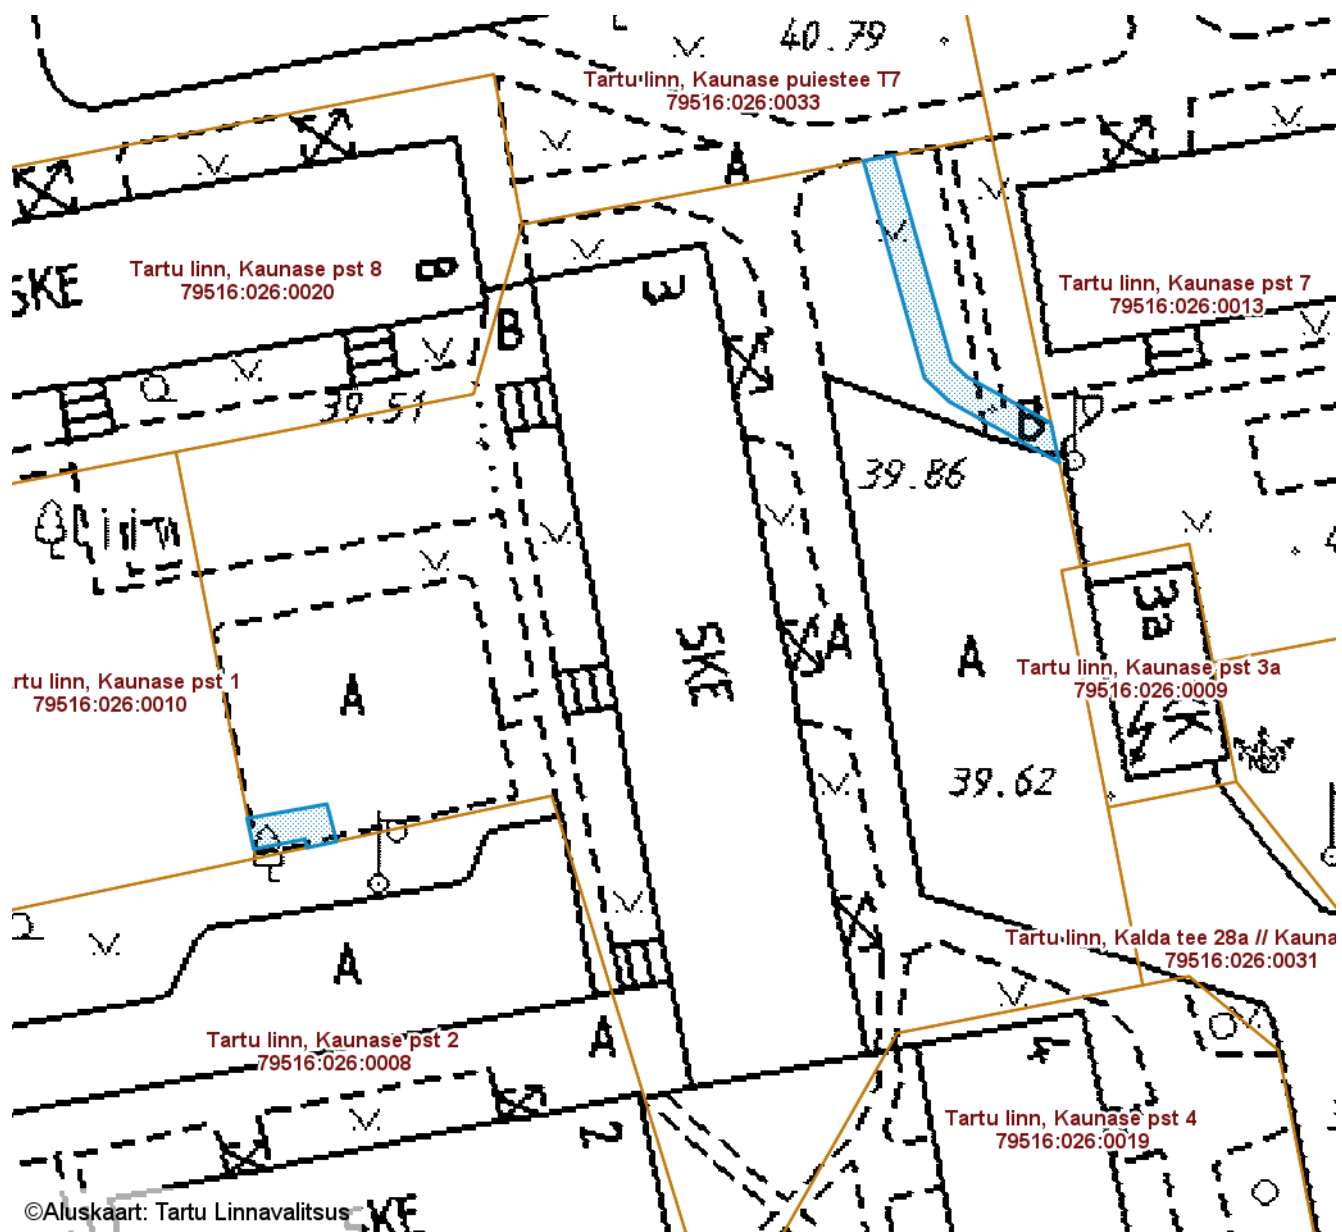 40.79
Tartu linn, Kaunase puiestee T7
79516:026:0033
A
SKE
Tartu linn, Kaunase pst 8
79516:026:0020
8
3
Tartu linn, Kaunase pst 7
79516:026:0013
B
39.51
D
39.86
3a
SKE
A
A
Tartu linn, Kaunase pst 3a
79516:026:0009
rtu linn, Kaunase pst 1
79516:026:0010
A
39.62
A
Tartu linn, Kalda tee 28a // Kauna
79516:026:0031
Tartu linn, Kaunase pst 2
79516:026:0008
A
4
2
Tartu linn, Kaunase pst 4
79516:026:0019
©Aluskaart: Tartu Linnavalitsus
KE